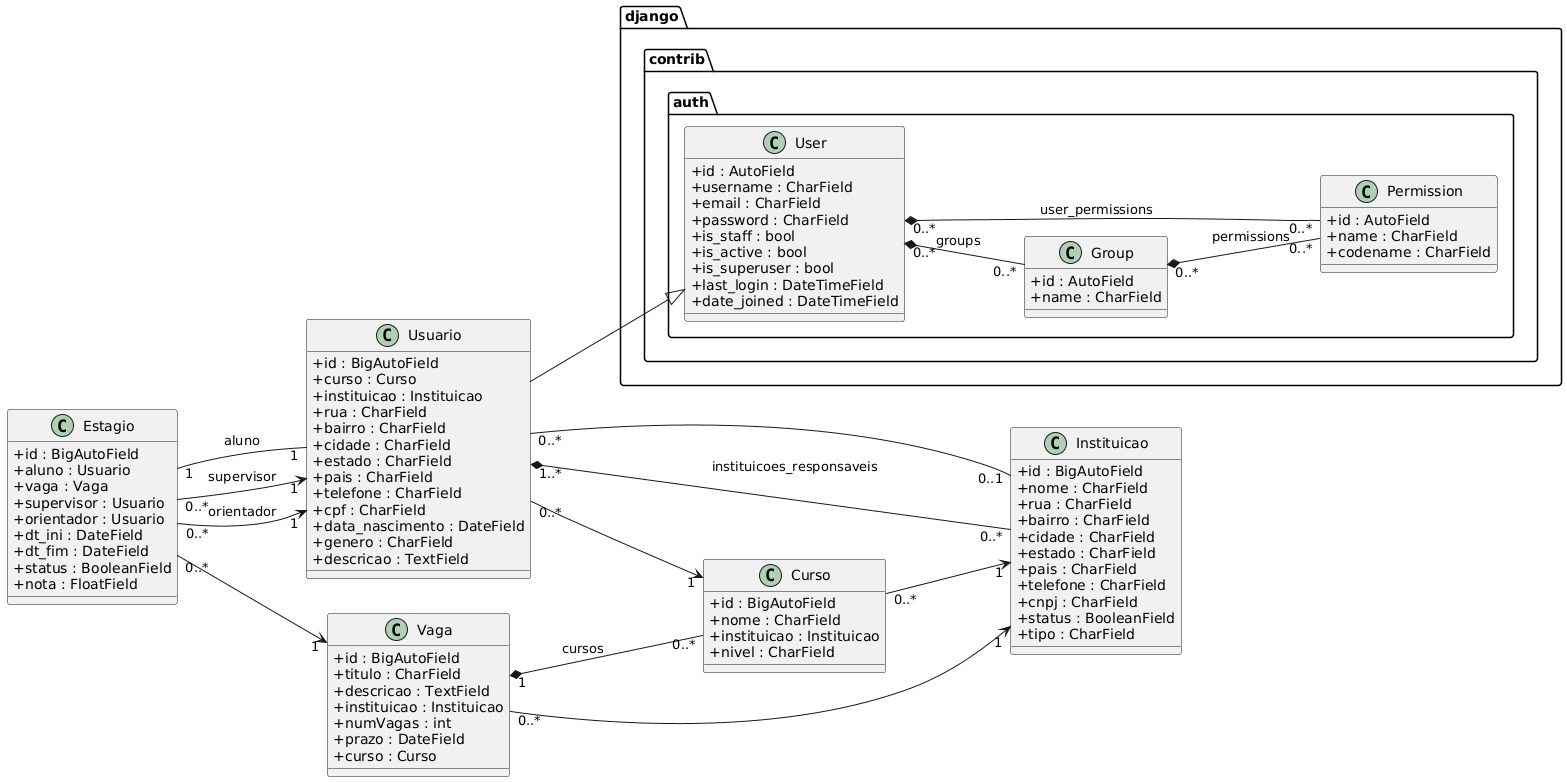 django
contrib
auth
C User
+id : AutoField
+username : CharField
+email : CharField
+password : CharField
+is_staff : bool
+is_active : bool
+is_superuser : bool
+last_login : DateTimeField
+date_joined : DateTimeField
user_permissions
0..*
0..*
groups
0..*
0..*
C Group
+id : AutoField
+name : CharField
permissions
0..*
0..*
C Permission
+id : AutoField
+name : CharField
+codename : CharField
C Estagio
+id : BigAutoField
+aluno : Usuario
+vaga : Vaga
+supervisor : Usuario
+orientador : Usuario
+dt_ini : DateField
+dt_fim : DateField
+status : BooleanField
+nota : FloatField
aluno
1
1
supervisor
0..*
1
orientador
0..*
1
0..*
1
C Usuario
+id : BigAutoField
+curso : Curso
+instituicao : Instituicao
+rua : CharField
+bairro : CharField
+cidade : CharField
+estado : CharField
+pais : CharField
+telefone : CharField
+cpf : CharField
+data_nascimento : DateField
+genero : CharField
+descricao : TextField
0..*
0..1
instituicoes_responsaveis
1..*
0..*
0..*
1
C Vaga
+id : BigAutoField
+titulo : CharField
+descricao : TextField
+instituicao : Instituicao
+numVagas : int
+prazo : DateField
+curso : Curso
cursos
1
0..*
0..*
1
C Curso
+id : BigAutoField
+nome : CharField
+instituicao : Instituicao
+nivel : CharField
0..*
1
C Instituicao
+id : BigAutoField
+nome : CharField
+rua : CharField
+bairro : CharField
+cidade : CharField
+estado : CharField
+pais : CharField
+telefone : CharField
+cnpj : CharField
+status : BooleanField
+tipo : CharField